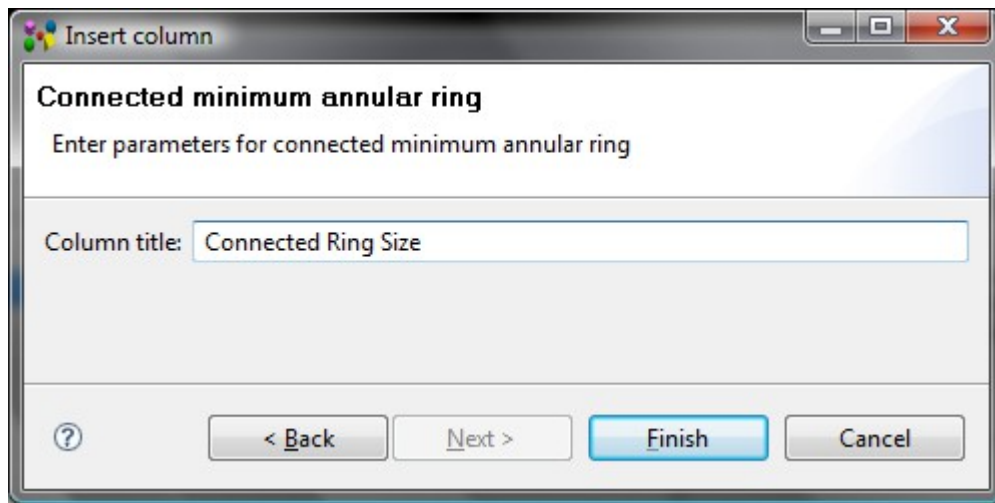 Insert column
Connected minimum annular ring
Enter parameters for connected minimum annular ring
Column title: Connected Ring Size
? < Back Next > Finish Cancel